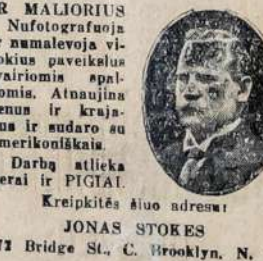 R MALIORIUS
Nufotografuoja
r numalevoja vi-
okius paveikslus
vairiomis spal-
omis. Atnaujina
enus ir kraja-
us ir sudaro su
merikoniškais.
Darbą atlieka
erai ir PIGIAI.
Kreipkitės šiuo adresu:
JONAS STOKES
Bridge St., C. Brooklyn, N.